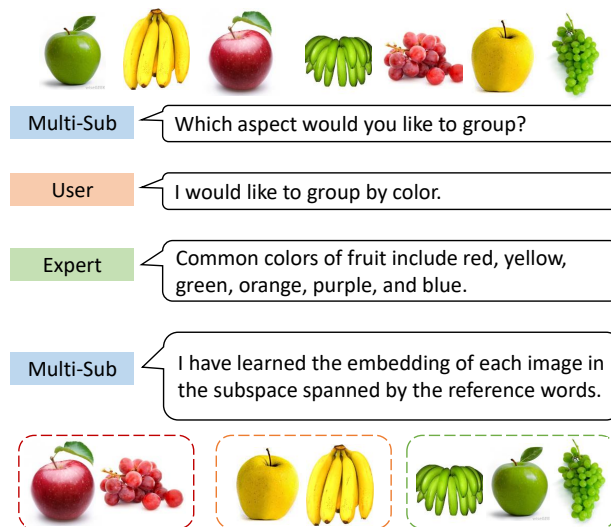 Multi-Sub
Which aspect would you like to group?
User
I would like to group by color.
Expert
Common colors of fruit include red, yellow,
green, orange, purple, and blue.
Multi-Sub
I have learned the embedding of each image in
the subspace spanned by the reference words.